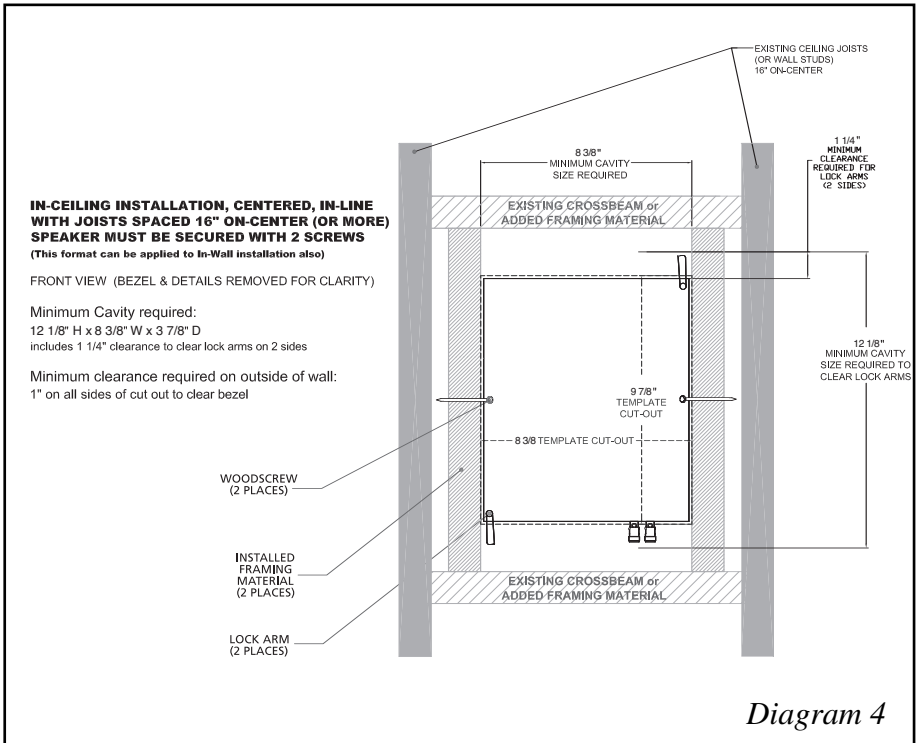 EXISTING CEILING JOISTS
(OR WALL STUDS)
16" ON-CENTER
8 3/8"
MINIMUM CAVITY
SIZE REQUIRED
1 1/4"
MINIMUM
CLEARANCE
REQUIRED FOR
LOCK ARMS
(2 SIDES)
IN-CEILING INSTALLATION, CENTERED, IN-LINE
WITH JOISTS SPACED 16" ON-CENTER (OR MORE)
SPEAKER MUST BE SECURED WITH 2 SCREWS
(This format can be applied to In-Wall installation also)
FRONT VIEW (BEZEL & DETAILS REMOVED FOR CLARITY)
Minimum Cavity required:
12 1/8" H x 8 3/8" W x 3 7/8" D
includes 1 1/4" clearance to clear lock arms on 2 sides
Minimum clearance required on outside of wall:
1" on all sides of cut out to clear bezel
EXISTING CROSSBEAM or
ADDED FRAMING MATERIAL
12 1/8"
MINIMUM CAVITY
SIZE REQUIRED TO
CLEAR LOCK ARMS
9 7/8"
TEMPLATE
CUT-OUT
8 3/8 TEMPLATE CUT-OUT
WOODSCREW
(2 PLACES)
INSTALLED
FRAMING
MATERIAL
(2 PLACES)
LOCK ARM
(2 PLACES)
EXISTING CROSSBEAM or
ADDED FRAMING MATERIAL
Diagram 4